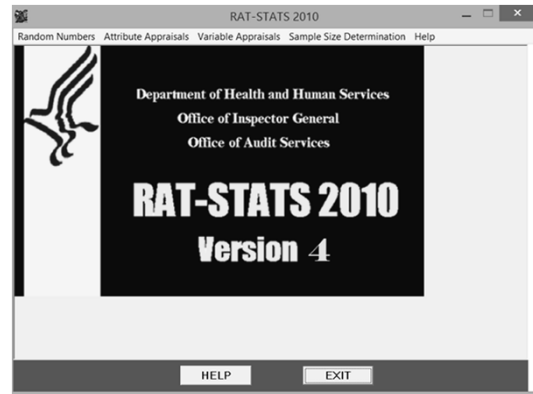 RAT-STATS 2010
Random Numbers Attribute Appraisals Variable Appraisals Sample Size Determination Help
Department of Health and Human Services
Office of Inspector General
Office of Audit Services
RAT-STATS 2010
Version 4
HELP EXIT